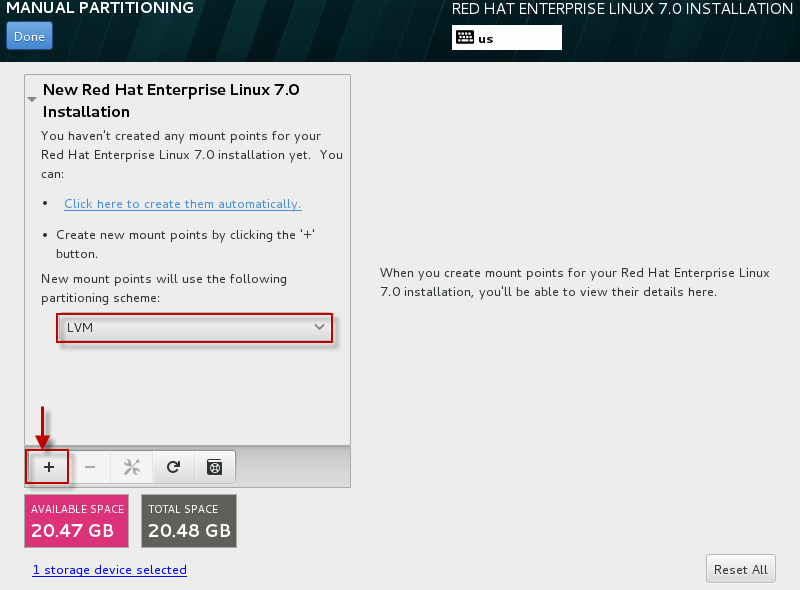 MANUAL PARTITIONING
RED HAT ENTERPRISE LINUX 7.0 INSTALLATION
Done
us
New Red Hat Enterprise Linux 7.0
Installation
You haven't created any mount points for your
Red Hat Enterprise Linux 7.0 installation yet.  You
can:
• Click here to create them automatically.
• Create new mount points by clicking the '+'
button.
New mount points will use the following
partitioning scheme:
LVM
When you create mount points for your Red Hat Enterprise Linux
7.0 installation, you'll be able to view their details here.
+ −
AVAILABLE SPACE
20.47 GB
TOTAL SPACE
20.48 GB
1 storage device selected
Reset All